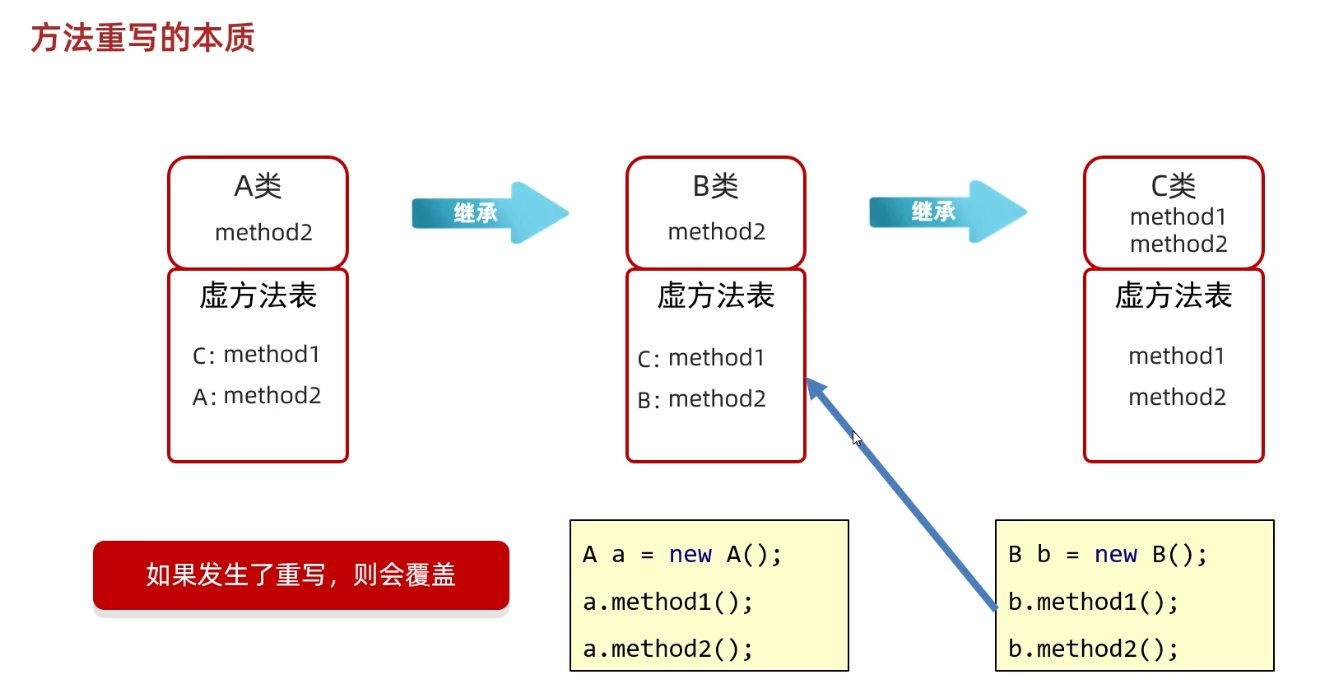 方法重写的本质
A类
method2
虚方法表
C: method1
A: method2
继承
B类
method2
虚方法表
C: method1
B: method2
继承
C类
method1
method2
虚方法表
method1
method2
如果发生了重写，则会覆盖
A a = new A();
a.method1();
a.method2();
B b = new B();
b.method1();
b.method2();